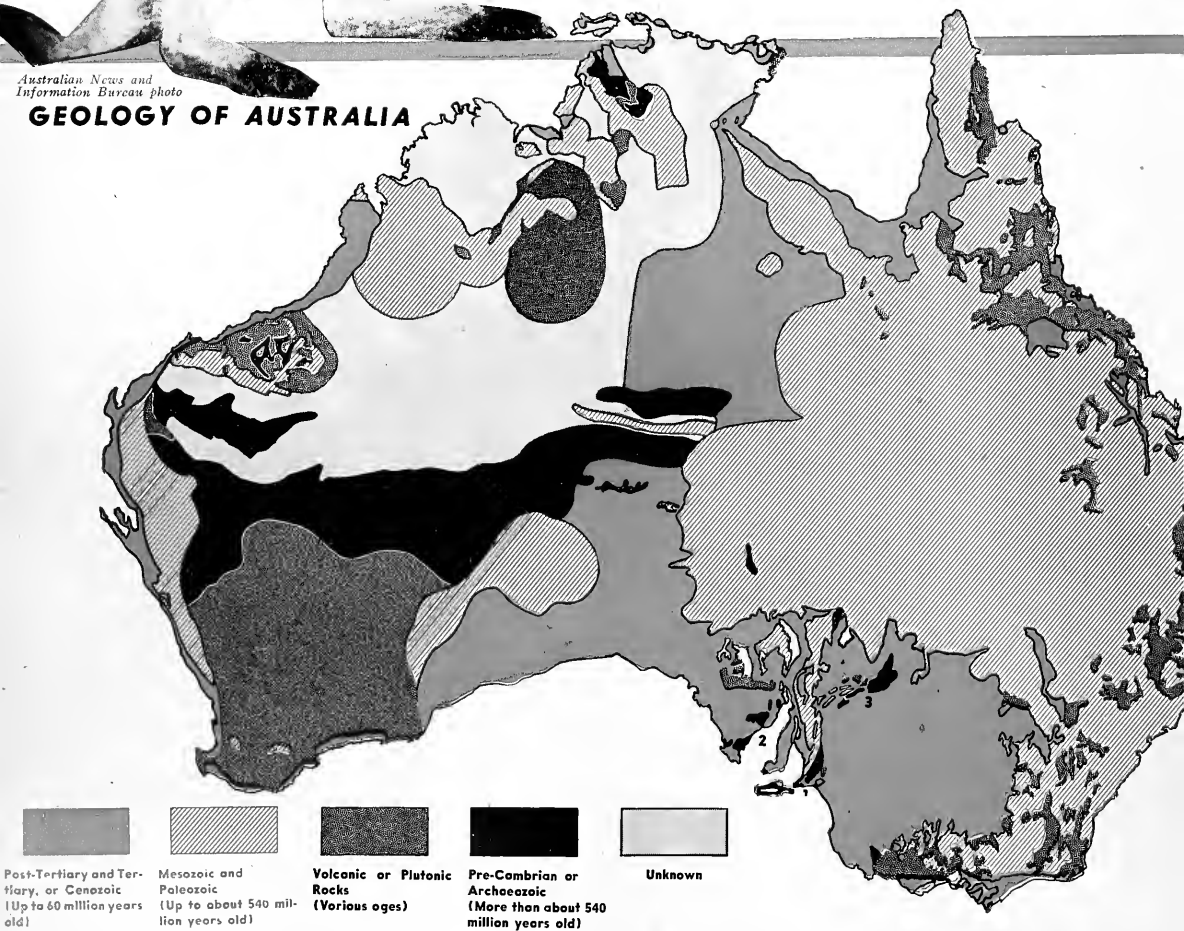 Australian News and
Information Bureau photo
GEOLOGY OF AUSTRALIA
3
2
1
Post-Tertiary and Ter-
tiary, or Cenozoic
(Up to 60 million years
old)
Mesozoic and
Paleozoic
(Up to about 540 mil-
lion years old)
Volcanic or Plutonic
Rocks
(Various ages)
Pre-Cambrian or
Archaeozoic
(More than about 540
million years old)
Unknown